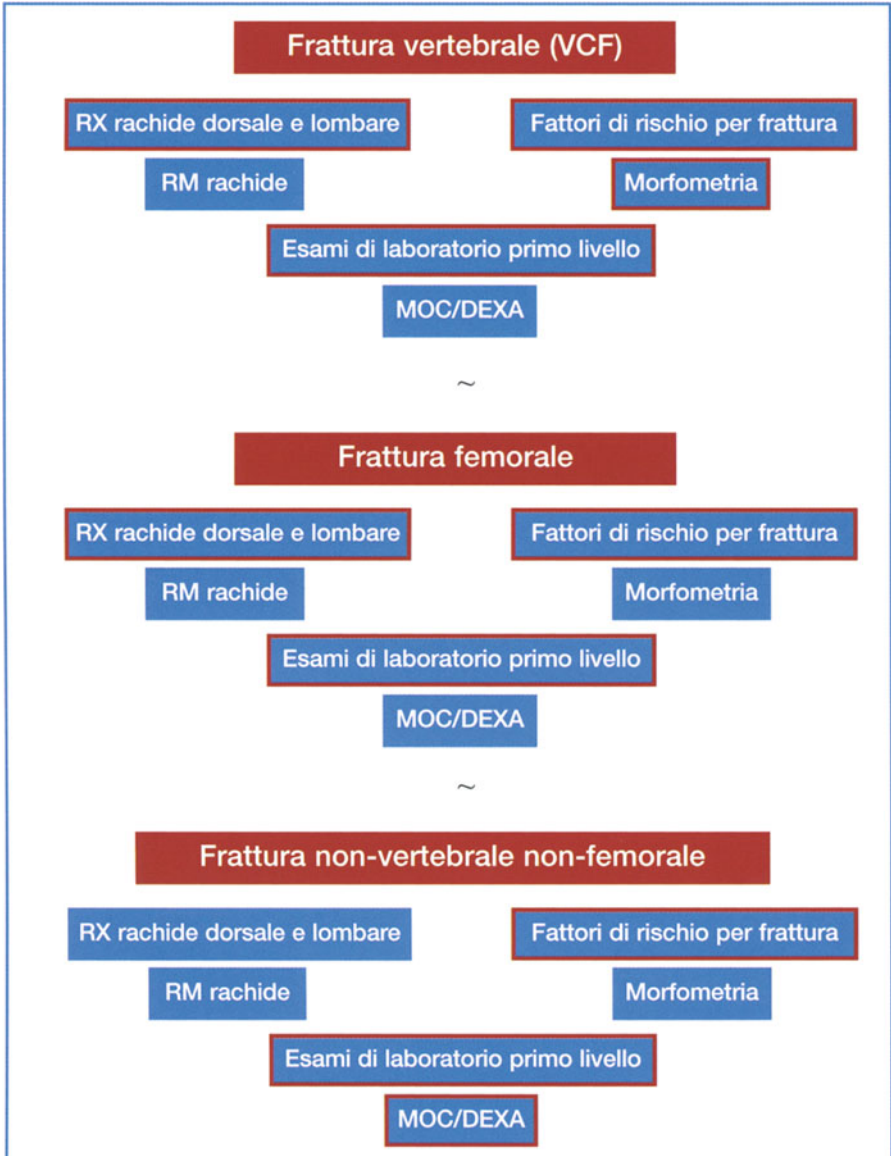 Frattura vertebrale (VCF)
RX rachide dorsale e lombare
Fattori di rischio per frattura
RM rachide
Morfometria
Esami di laboratorio primo livello
MOC/DEXA
~
Frattura femorale
RX rachide dorsale e lombare
Fattori di rischio per frattura
RM rachide
Morfometria
Esami di laboratorio primo livello
MOC/DEXA
~
Frattura non-vertebrale non-femorale
RX rachide dorsale e lombare
Fattori di rischio per frattura
RM rachide
Morfometria
Esami di laboratorio primo livello
MOC/DEXA